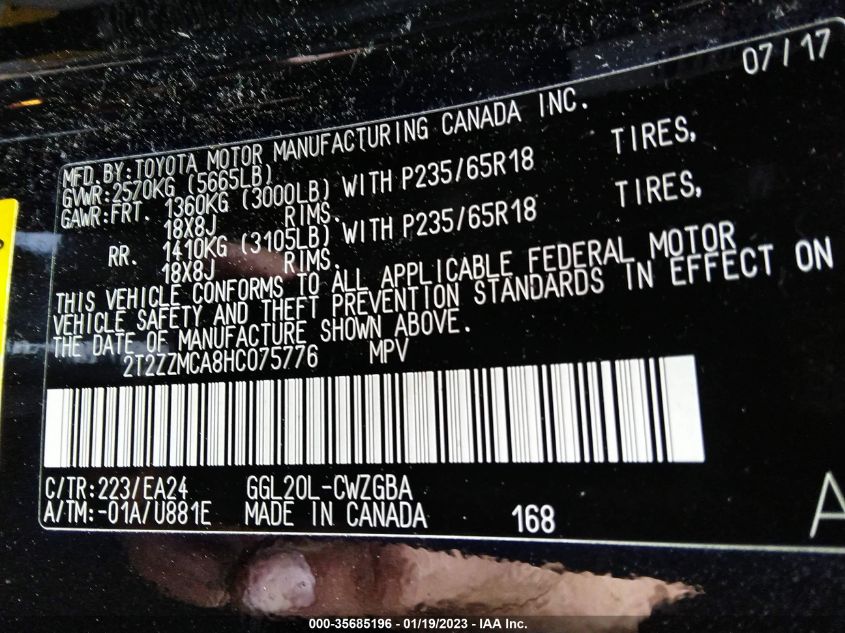 07/17
MFD.BY:TOYOTA MOTOR MANUFACTURING CANADA INC.
GVWR:2570KG (5665LB)
GAWR:FRT. 1360KG (3000LB) WITH P235/65R18 TIRES,
18X8J RIMS.
RR. 1410KG (3105LB) WITH P235/65R18 TIRES,
18X8J RIMS.
THIS VEHICLE CONFORMS TO ALL APPLICABLE FEDERAL MOTOR
VEHICLE SAFETY AND THEFT PREVENTION STANDARDS IN EFFECT ON
THE DATE OF MANUFACTURE SHOWN ABOVE.
2T2ZZMCA8HC075776 MPV
C/TR:223/EA24 GGL20L-CWZGBA
A/TM:-01A/U881E MADE IN CANADA 168 A
000-35685196 - 01/19/2023 - IAA Inc.